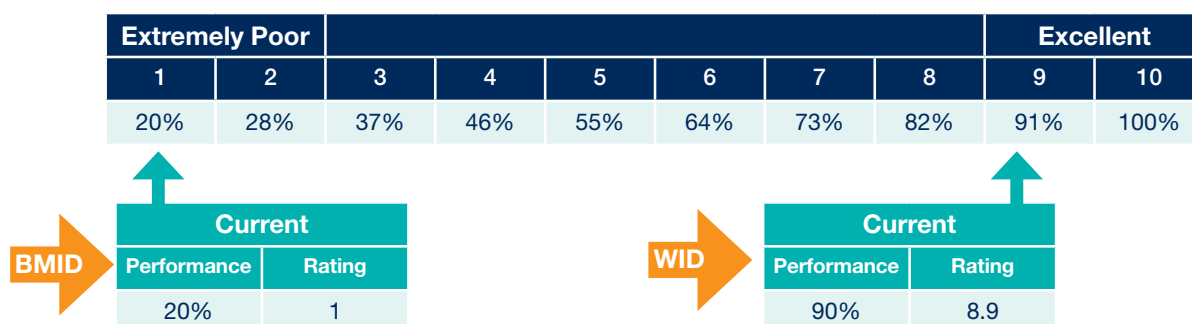 Extremely Poor Excellent
1 2 3 4 5 6 7 8 9 10
20% 28% 37% 46% 55% 64% 73% 82% 91% 100%
BMID
Current
Performance Rating
20% 1
WID
Current
Performance Rating
90% 8.9